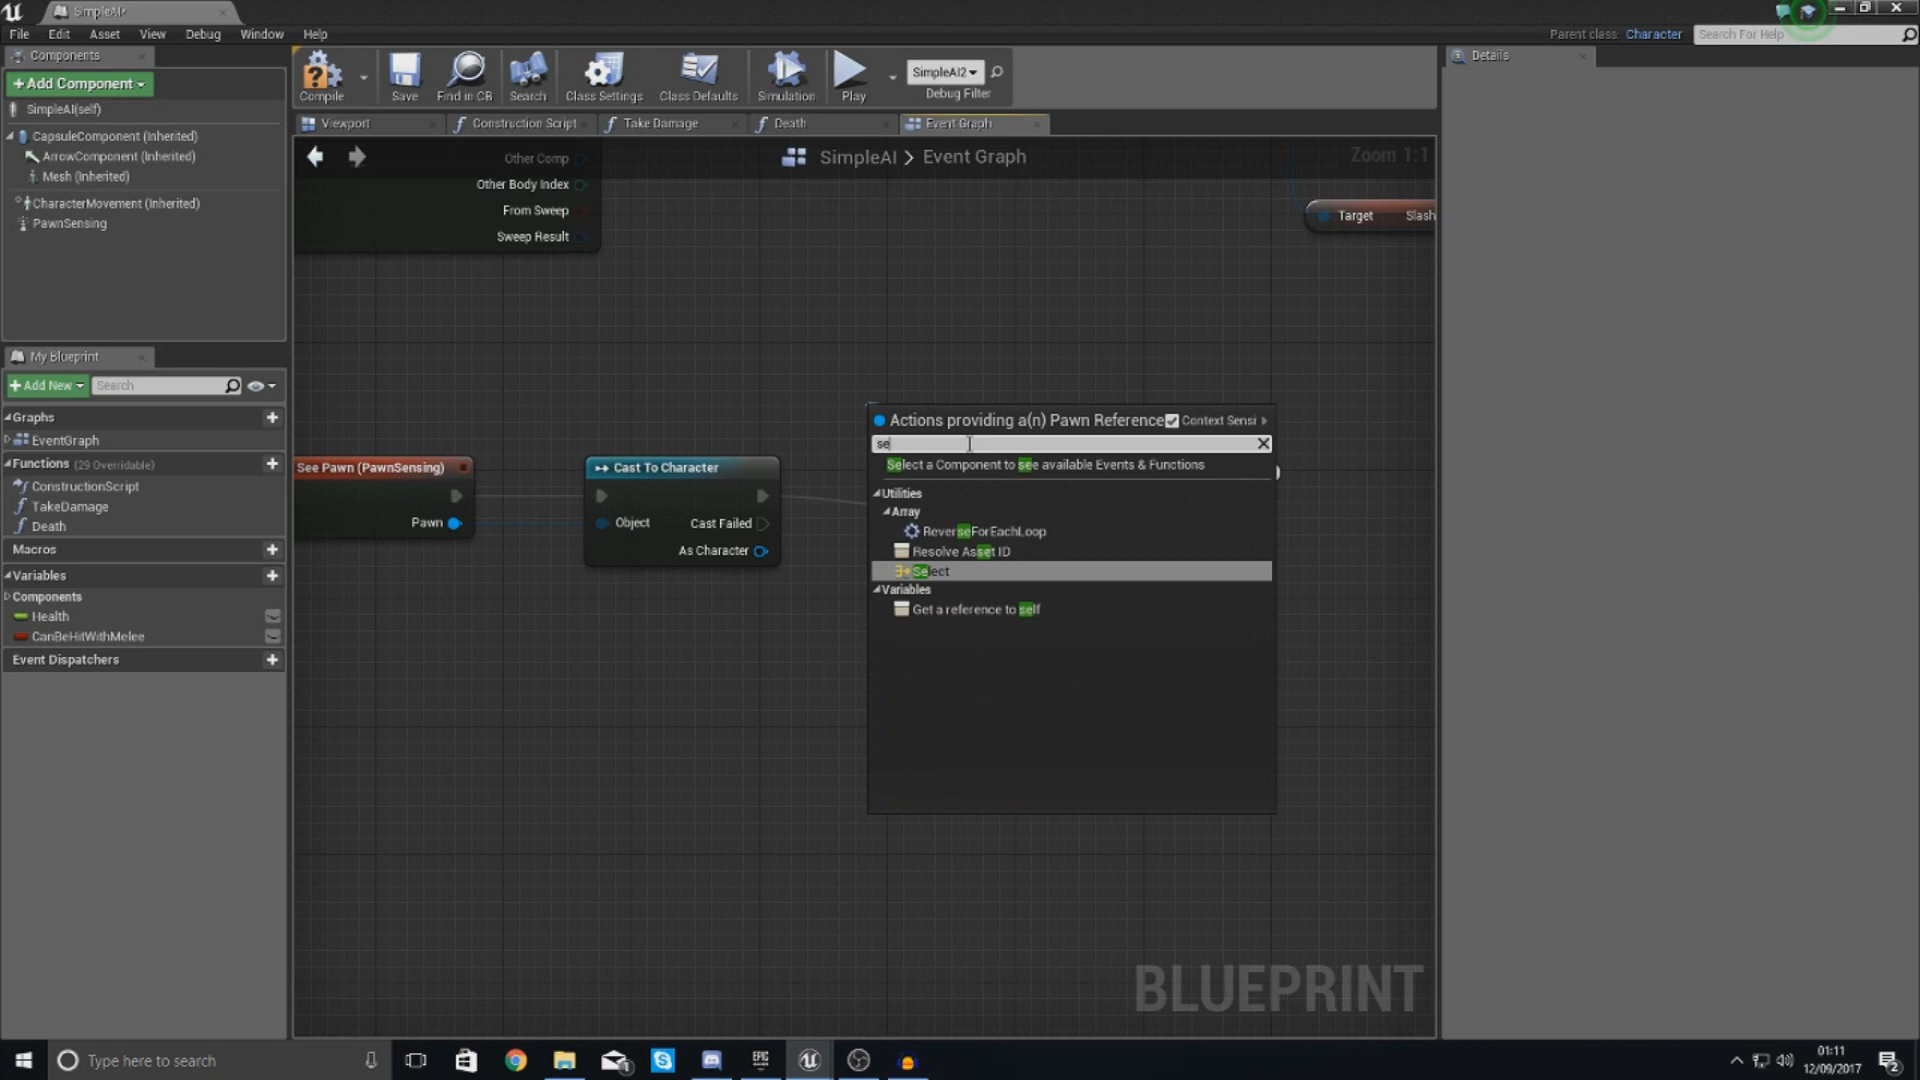 SimpleAI*
File Edit Asset View Debug Window Help
Parent class: Character
Search For Help
Components
+Add Component
SimpleAI(self)
CapsuleComponent (Inherited)
ArrowComponent (Inherited)
Mesh (Inherited)
CharacterMovement (Inherited)
PawnSensing
My Blueprint
+Add New
Search
Graphs
EventGraph
Functions (29 Overridable)
ConstructionScript
TakeDamage
Death
Macros
Variables
Components
Health
CanBeHitWithMelee
Event Dispatchers
Compile
Save
Find in CB
Search
Class Settings
Class Defaults
Simulation
Play
SimpleAI2
Debug Filter
Viewport
Construction Script
Take Damage
Death
Event Graph
SimpleAI > Event Graph
Zoom 1:1
Other Comp
Other Body Index
From Sweep
Sweep Result
Target Slash
See Pawn (PawnSensing)
Pawn
Cast To Character
Object Cast Failed
As Character
Actions providing a(n) Pawn Reference
Context Sensi
se
Select a Component to see available Events & Functions
Utilities
Array
ReverseForEachLoop
Resolve Asset ID
Select
Variables
Get a reference to self
BLUEPRINT
Details
Type here to search
EPIC
01:11
12/09/2017
2